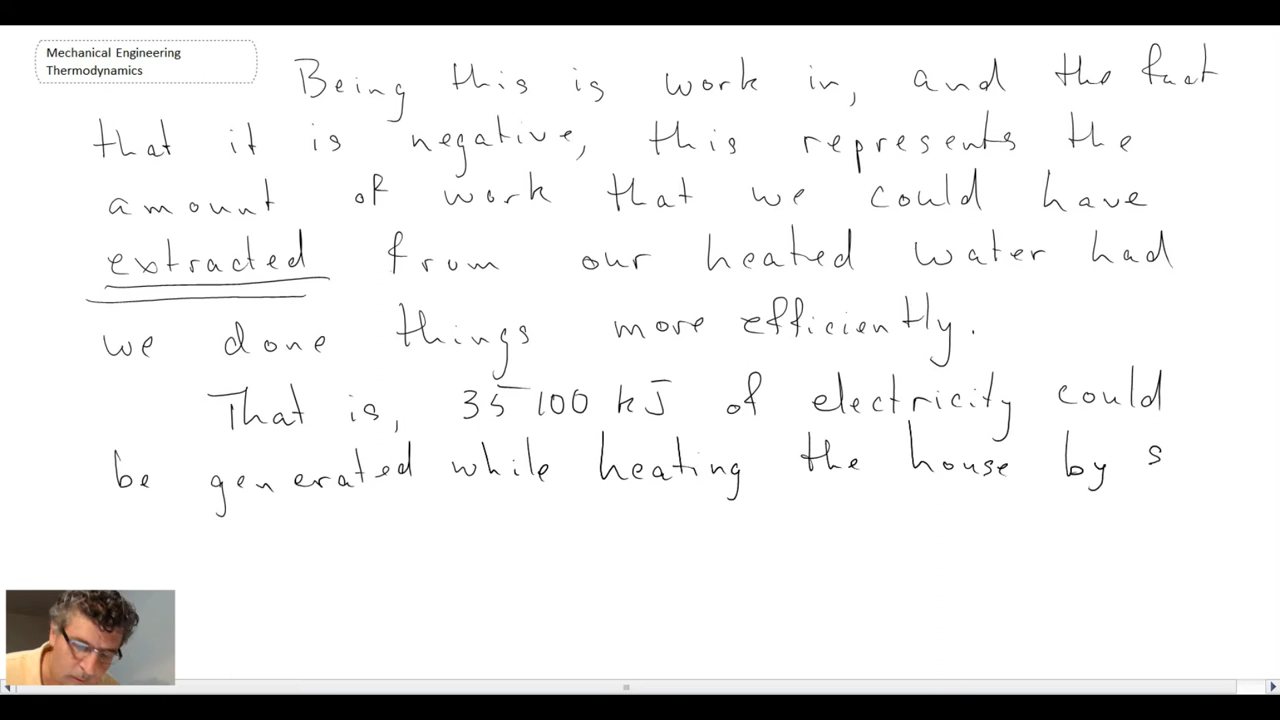 Mechanical Engineering
Thermodynamics
Being this is work in, and the fact
that it is negative, this represents the
amount of work that we could have
extracted from our heated water had
we done things more efficiently.
That is, 35 100 kJ of electricity could
be generated while heating the house by s